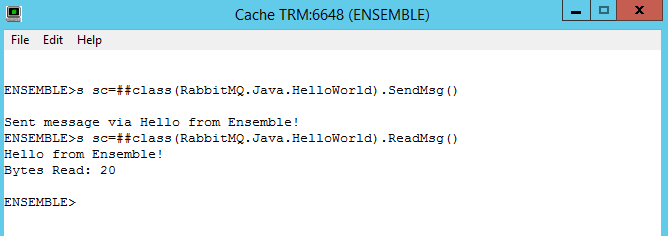 Cache TRM:6648 (ENSEMBLE)
File Edit Help
ENSEMBLE>s sc=##class(RabbitMQ.Java.HelloWorld).SendMsg()
Sent message via Hello from Ensemble!
ENSEMBLE>s sc=##class(RabbitMQ.Java.HelloWorld).ReadMsg()
Hello from Ensemble!
Bytes Read: 20
ENSEMBLE>